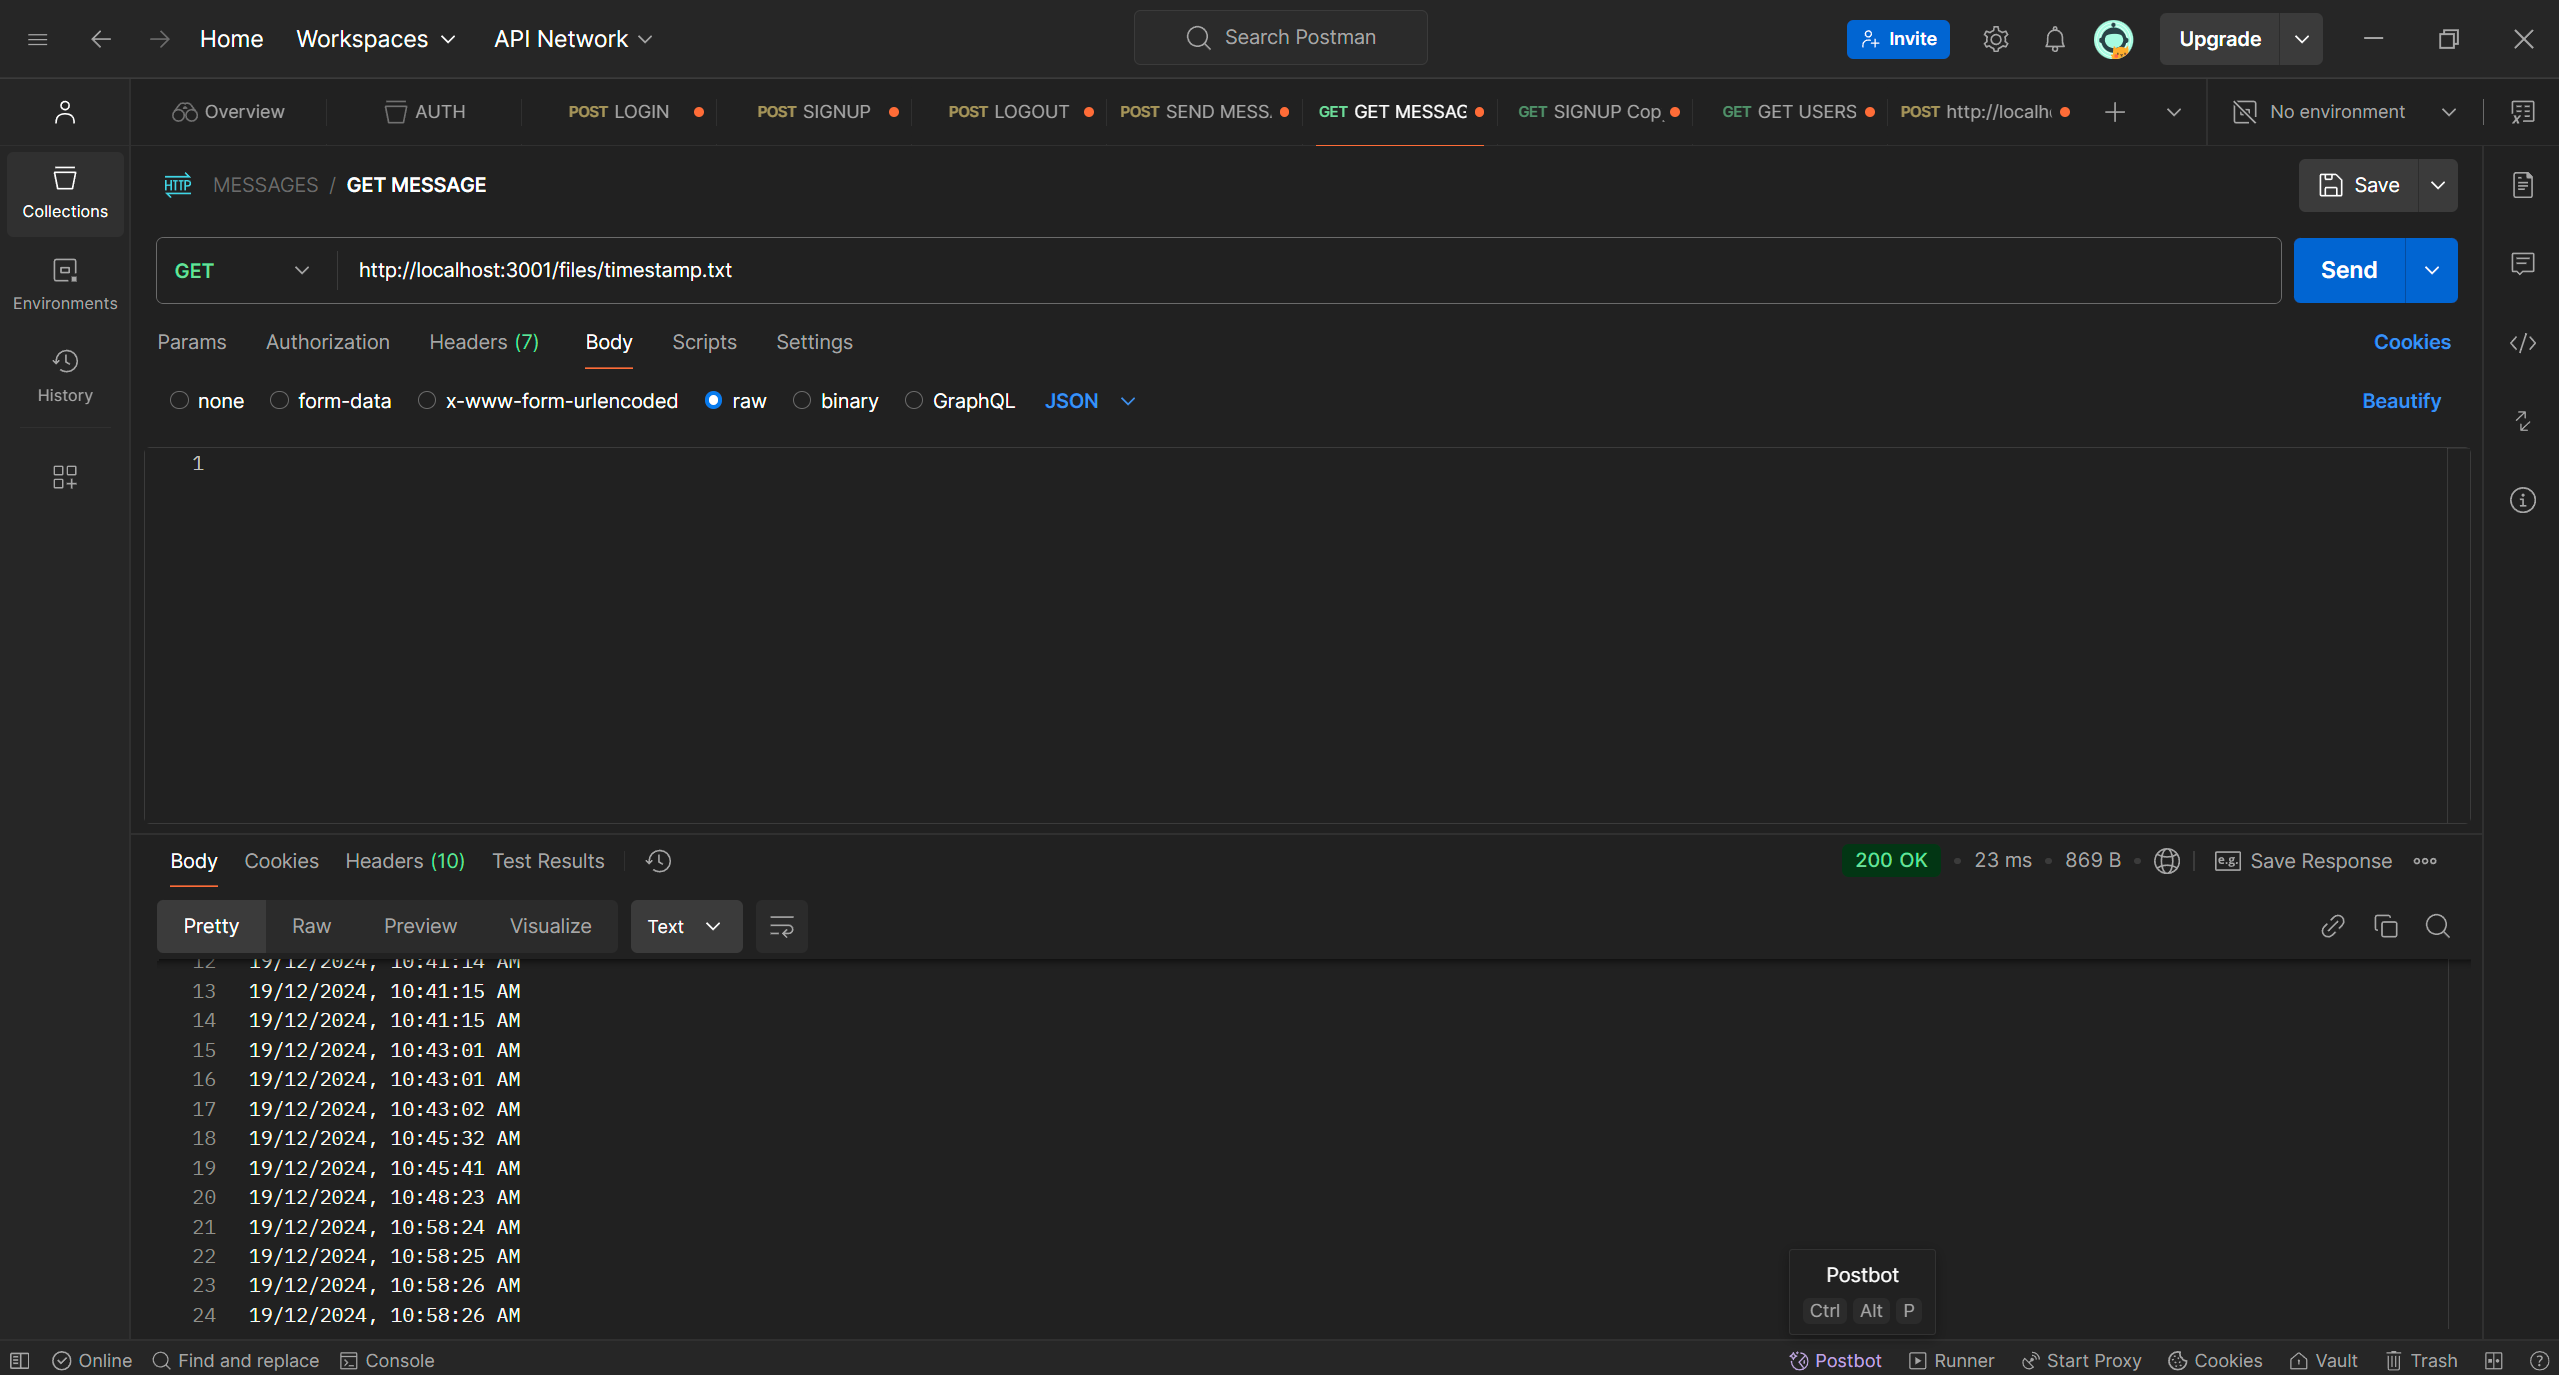 Home Workspaces API Network Search Postman Invite Upgrade
Overview AUTH POST LOGIN POST SIGNUP POST LOGOUT POST SEND MESS. GET GET MESSAG GET SIGNUP Cop GET GET USERS POST http://localh No environment
HTTP MESSAGES / GET MESSAGE Save
Collections
GET http://localhost:3001/files/timestamp.txt Send
Environments
Params Authorization Headers (7) Body Scripts Settings Cookies
History
none form-data x-www-form-urlencoded raw binary GraphQL JSON Beautify
1
Body Cookies Headers (10) Test Results 200 OK • 23 ms • 869 B • e.g. Save Response
Pretty Raw Preview Visualize Text
12 19/12/2024, 10:41:14 AM
13 19/12/2024, 10:41:15 AM
14 19/12/2024, 10:41:15 AM
15 19/12/2024, 10:43:01 AM
16 19/12/2024, 10:43:01 AM
17 19/12/2024, 10:43:02 AM
18 19/12/2024, 10:45:32 AM
19 19/12/2024, 10:45:41 AM
20 19/12/2024, 10:48:23 AM
21 19/12/2024, 10:58:24 AM
22 19/12/2024, 10:58:25 AM
23 19/12/2024, 10:58:26 AM
24 19/12/2024, 10:58:26 AM
Postbot
Ctrl Alt P
Online Find and replace Console Postbot Runner Start Proxy Cookies Vault Trash